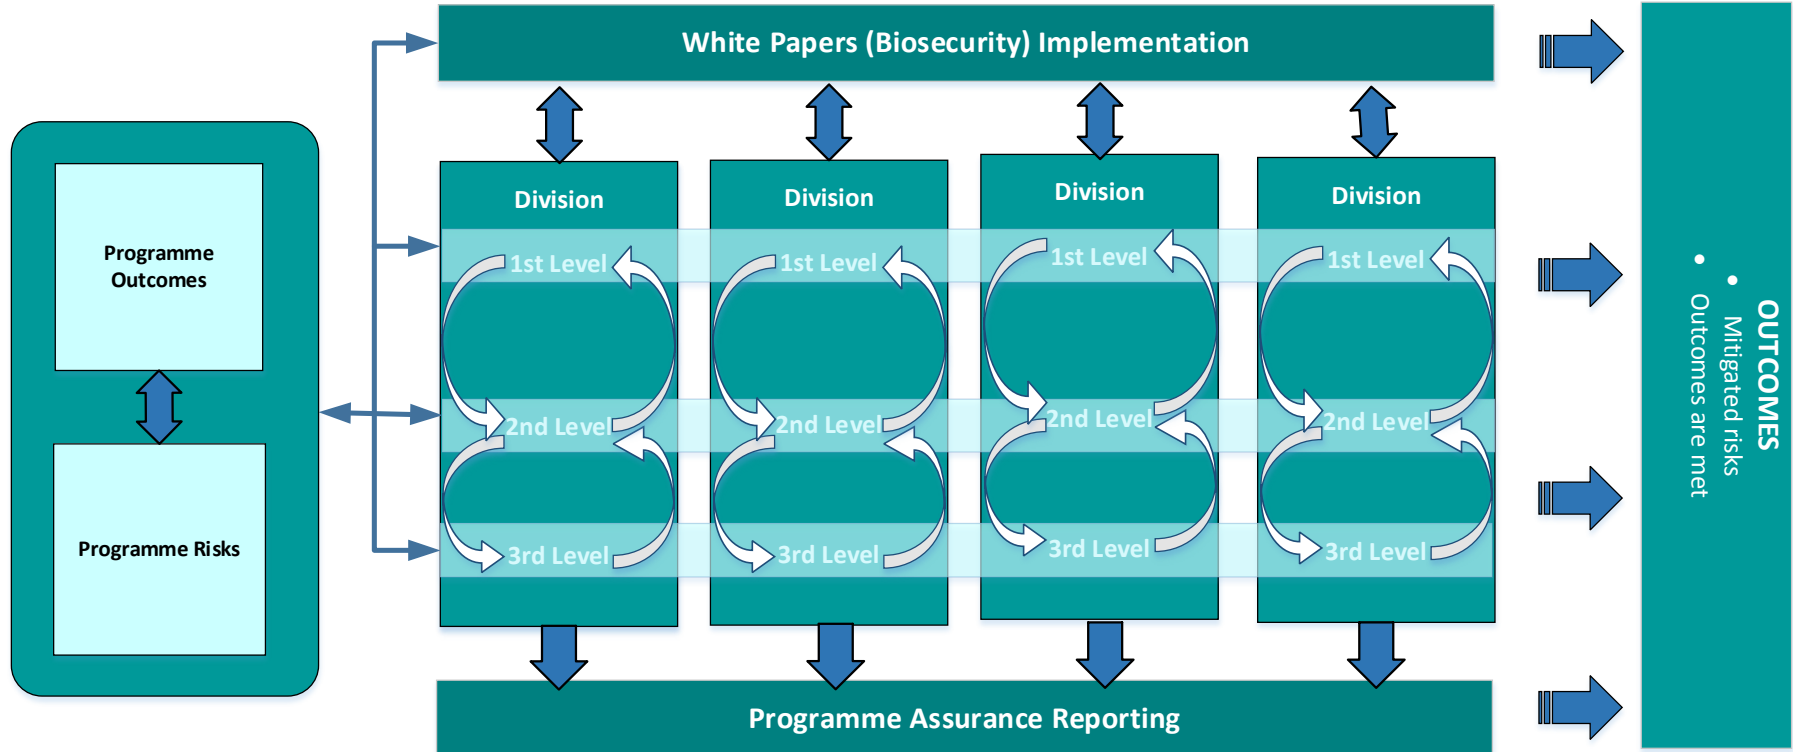 White Papers (Biosecurity) Implementation
Programme
Outcomes
Programme Risks
Division
1st Level
2nd Level
3rd Level
Division
1st Level
2nd Level
3rd Level
Division
1st Level
2nd Level
3rd Level
Division
1st Level
2nd Level
3rd Level
Programme Assurance Reporting
OUTCOMES
• Mitigated risks
• Outcomes are met